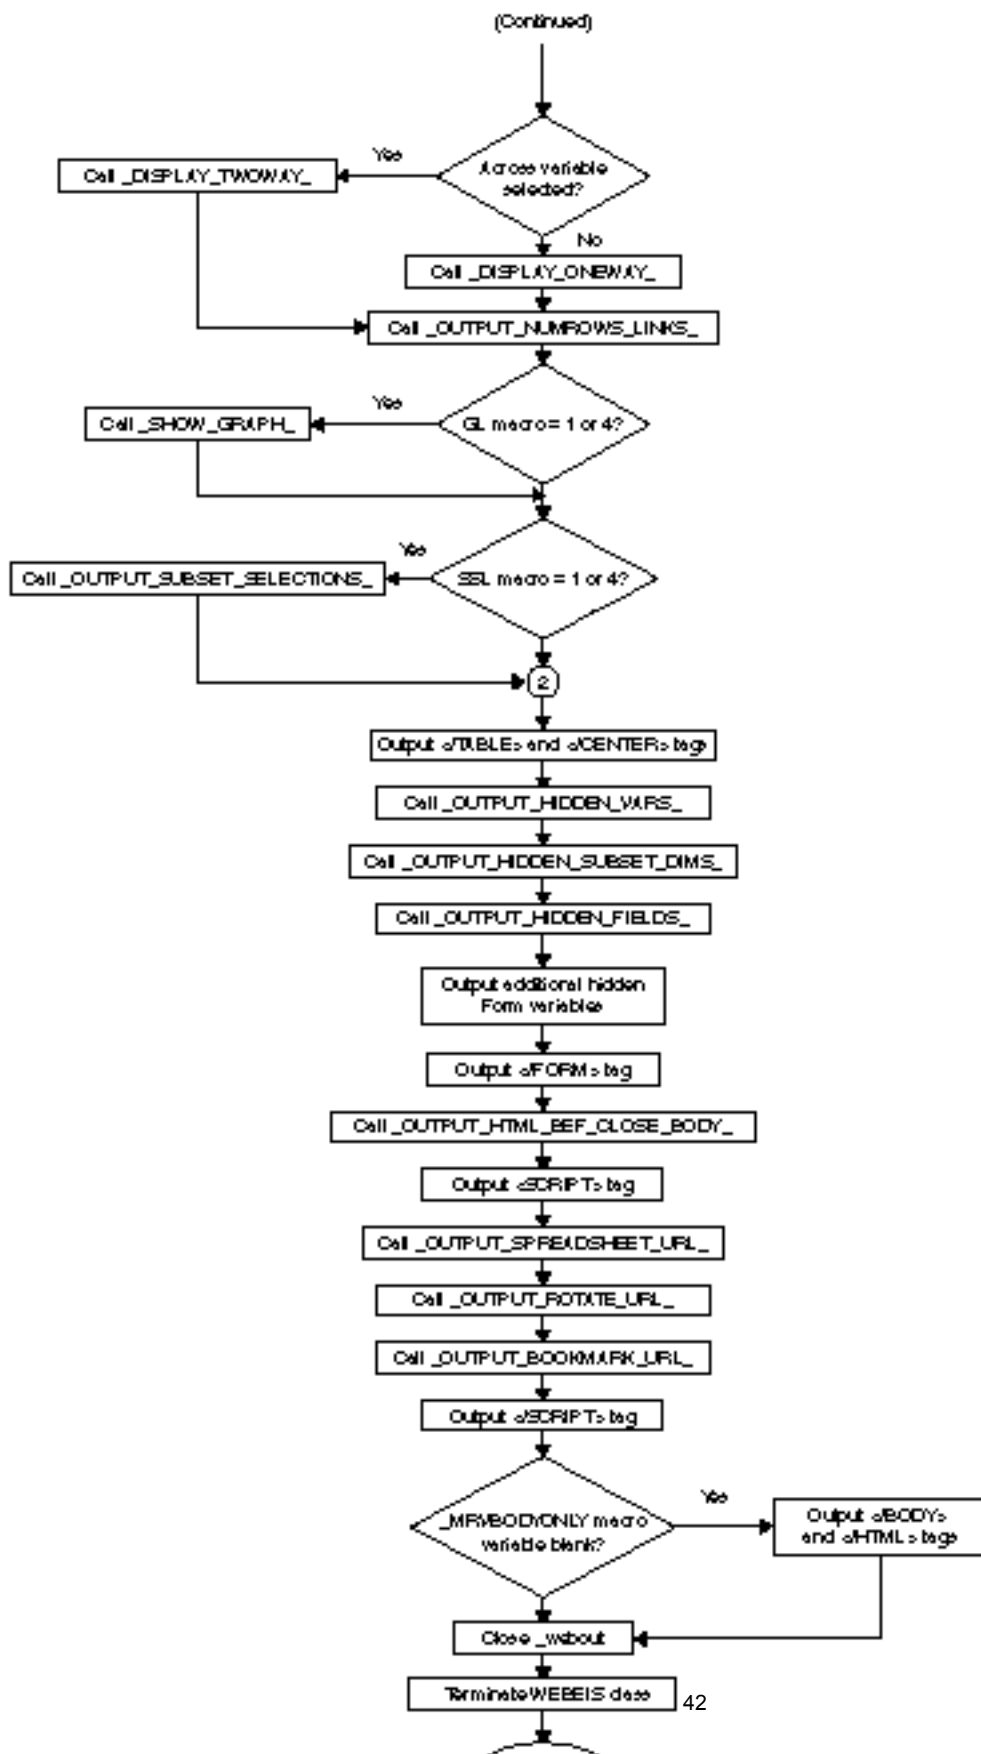 (Continued)
Across variable
selected?
Yes
Call _DISPLAY_TWOWAY_
No
Call _DISPLAY_ONEWAY_
Call _OUTPUT_NUMROWS_LINKS_
GL macro = 1 or 4?
Yes
Call _SHOW_GRAPH_
SSL macro = 1 or 4?
Yes
Call _OUTPUT_SUBSET_SELECTIONS_
2
Output </TABLE> and </CENTER> tags
Call _OUTPUT_HIDDEN_VARS_
Call _OUTPUT_HIDDEN_SUBSET_DIMS_
Call _OUTPUT_HIDDEN_FIELDS_
Output additional hidden
Form variables
Output </FORM> tag
Call _OUTPUT_HTML_BEF_CLOSE_BODY_
Output <SCRIPT> tag
Call _OUTPUT_SPREADSHEET_URL_
Call _OUTPUT_ROTATE_URL_
Call _OUTPUT_BOOKMARK_URL_
Output </SCRIPT> tag
_MRVBODYONLY macro
variable blank?
Yes
Output </BODY>
and </HTML> tags
Close _webout
Terminate WEBEIS class
42